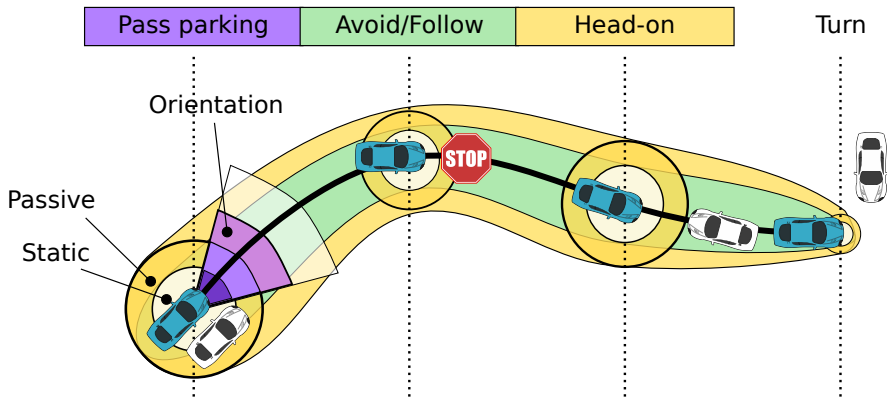 Pass parking
Avoid/Follow
Head-on
Turn
Orientation
STOP
Passive
Static